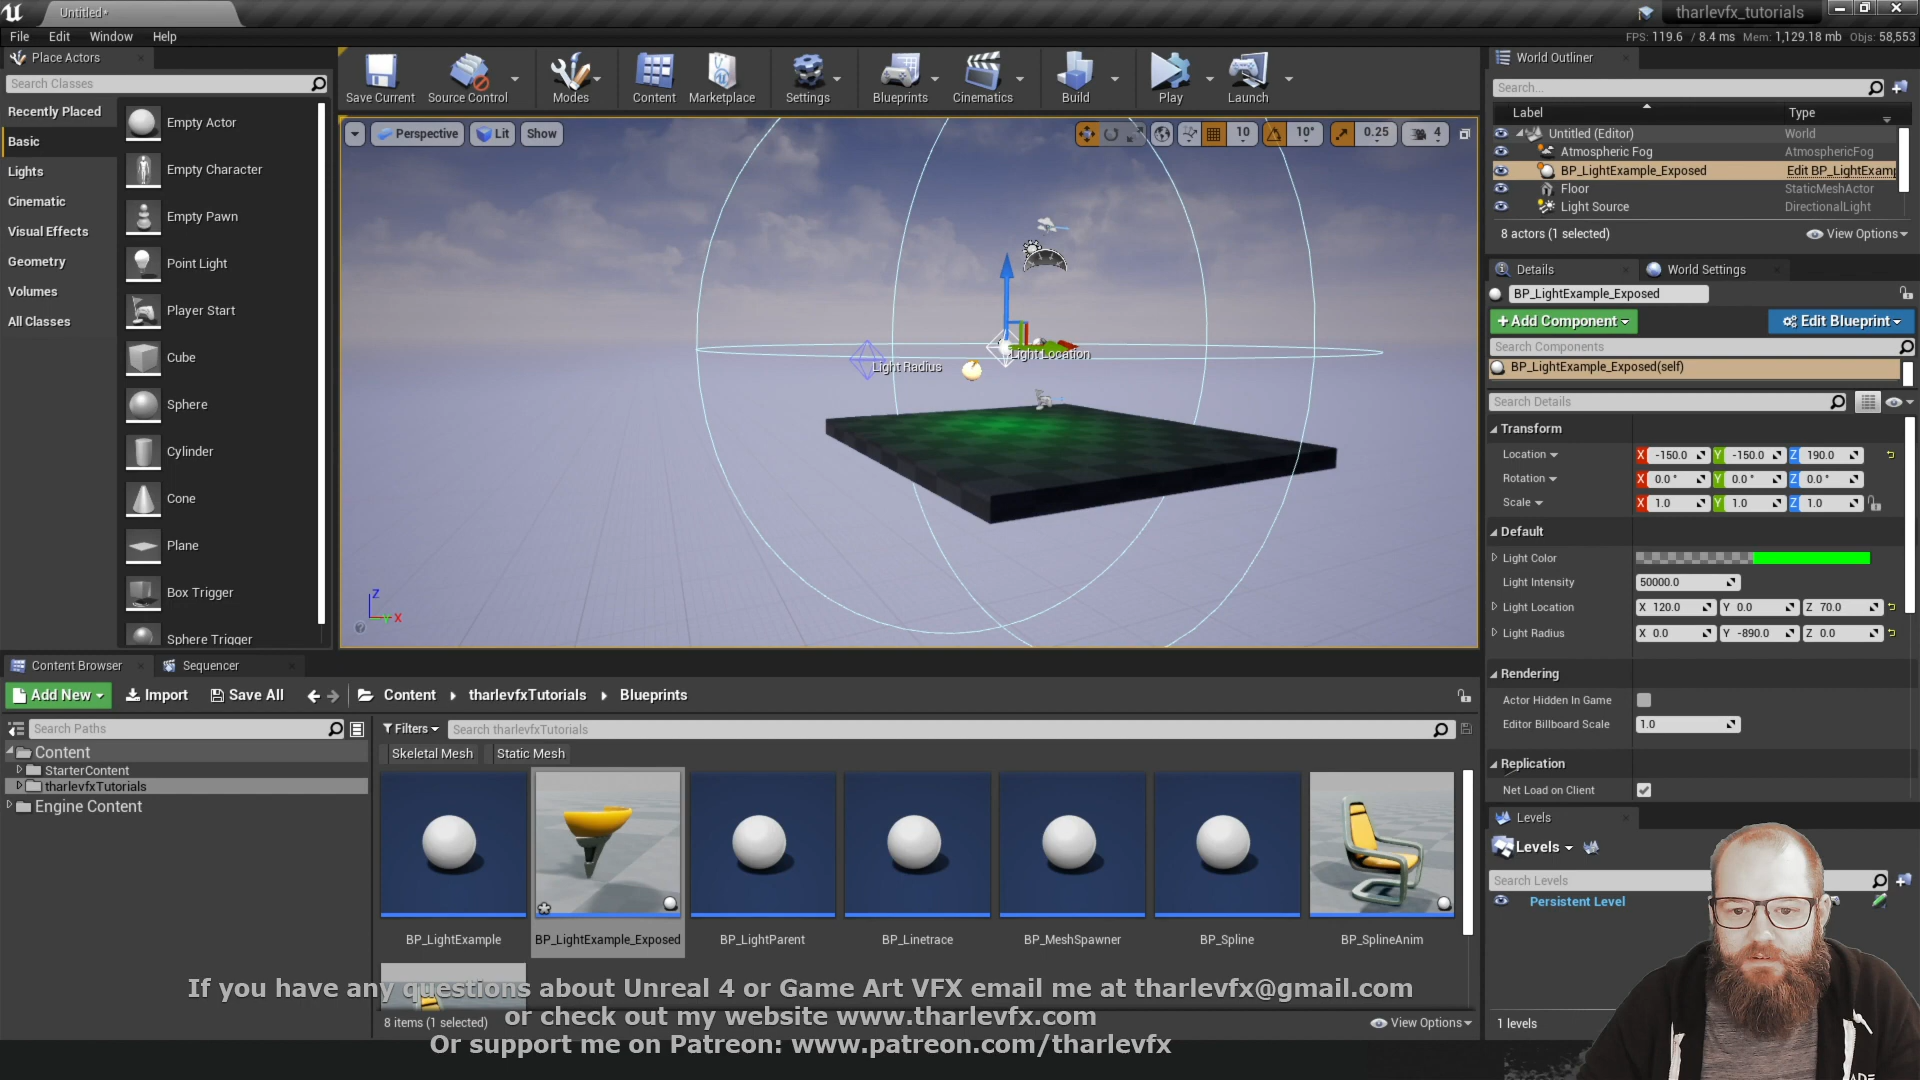 Untitled*
tharlevfx_tutorials
File Edit Window Help
FPS: 119.6 / 8.4 ms Mem: 1,129.18 mb Objs: 58,553
Place Actors
Search Classes
Recently Placed
Basic
Lights
Cinematic
Visual Effects
Geometry
Volumes
All Classes
Empty Actor
Empty Character
Empty Pawn
Point Light
Player Start
Cube
Sphere
Cylinder
Cone
Plane
Box Trigger
Sphere Trigger
Save Current Source Control Modes Content Marketplace Settings Blueprints Cinematics Build Play Launch
Perspective Lit Show
10 10° 0.25 4
Light Location
Light Radius
Z
Y X
World Outliner
Search...
Label Type
Untitled (Editor) World
Atmospheric Fog AtmosphericFog
BP_LightExample_Exposed Edit BP_LightExamp
Floor StaticMeshActor
Light Source DirectionalLight
8 actors (1 selected) View Options
Details World Settings
BP_LightExample_Exposed
+Add Component Edit Blueprint
Search Components
BP_LightExample_Exposed(self)
Search Details
Transform
Location X -150.0 Y -150.0 Z 190.0
Rotation X 0.0 ° Y 0.0 ° Z 0.0 °
Scale X 1.0 Y 1.0 Z 1.0
Default
Light Color
Light Intensity 50000.0
Light Location X 120.0 Y 0.0 Z 70.0
Light Radius X 0.0 Y -890.0 Z 0.0
Rendering
Actor Hidden In Game
Editor Billboard Scale 1.0
Replication
Net Load on Client
Levels
Levels
Search Levels
Persistent Level
1 levels
Content Browser Sequencer
Add New Import Save All Content tharlevfxTutorials Blueprints
Search Paths
Filters Search tharlevfxTutorials
Skeletal Mesh Static Mesh
Content
StarterContent
tharlevfxTutorials
Engine Content
BP_LightExample BP_LightExample_Exposed BP_LightParent BP_Linetrace BP_MeshSpawner BP_Spline BP_SplineAnim
If you have any questions about Unreal 4 or Game Art VFX email me at tharlevfx@gmail.com
or check out my website www.tharlevfx.com
Or support me on Patreon: www.patreon.com/tharlevfx
8 items (1 selected) View Options